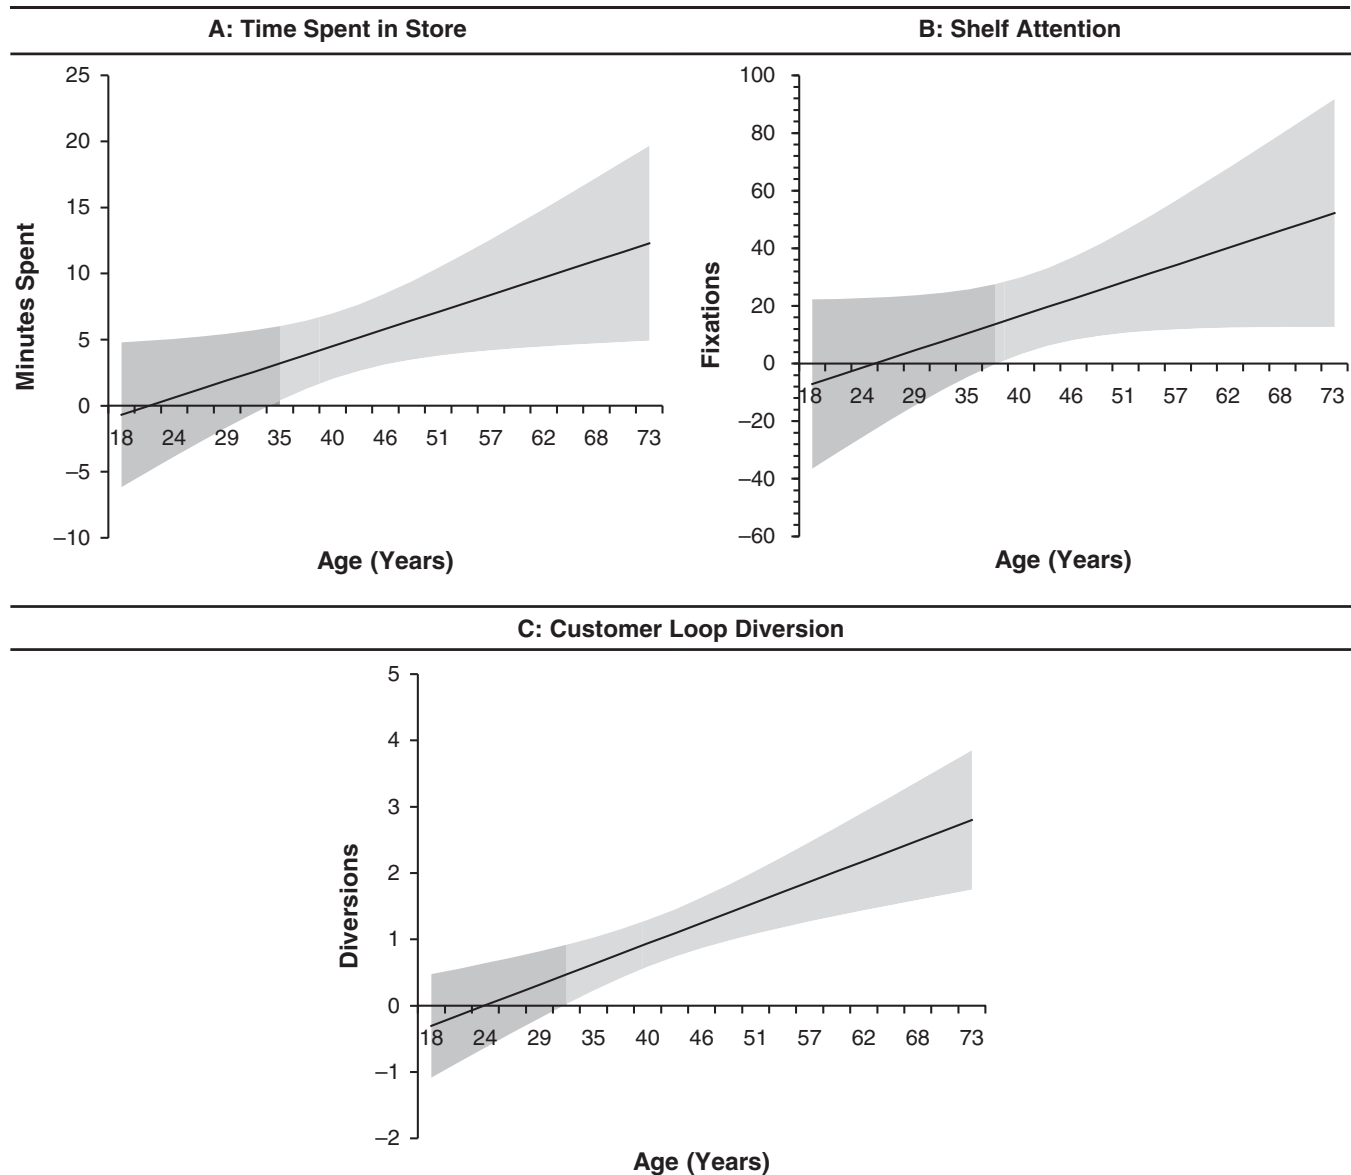 A: Time Spent in Store
25
20
15
10
5
0
–5
–10
Minutes Spent
18 24 29 35 40 46 51 57 62 68 73
Age (Years)
B: Shelf Attention
100
80
60
40
20
0
–20
–40
–60
Fixations
18 24 29 35 40 46 51 57 62 68 73
Age (Years)
C: Customer Loop Diversion
5
4
3
2
1
0
–1
–2
Diversions
18 24 29 35 40 46 51 57 62 68 73
Age (Years)